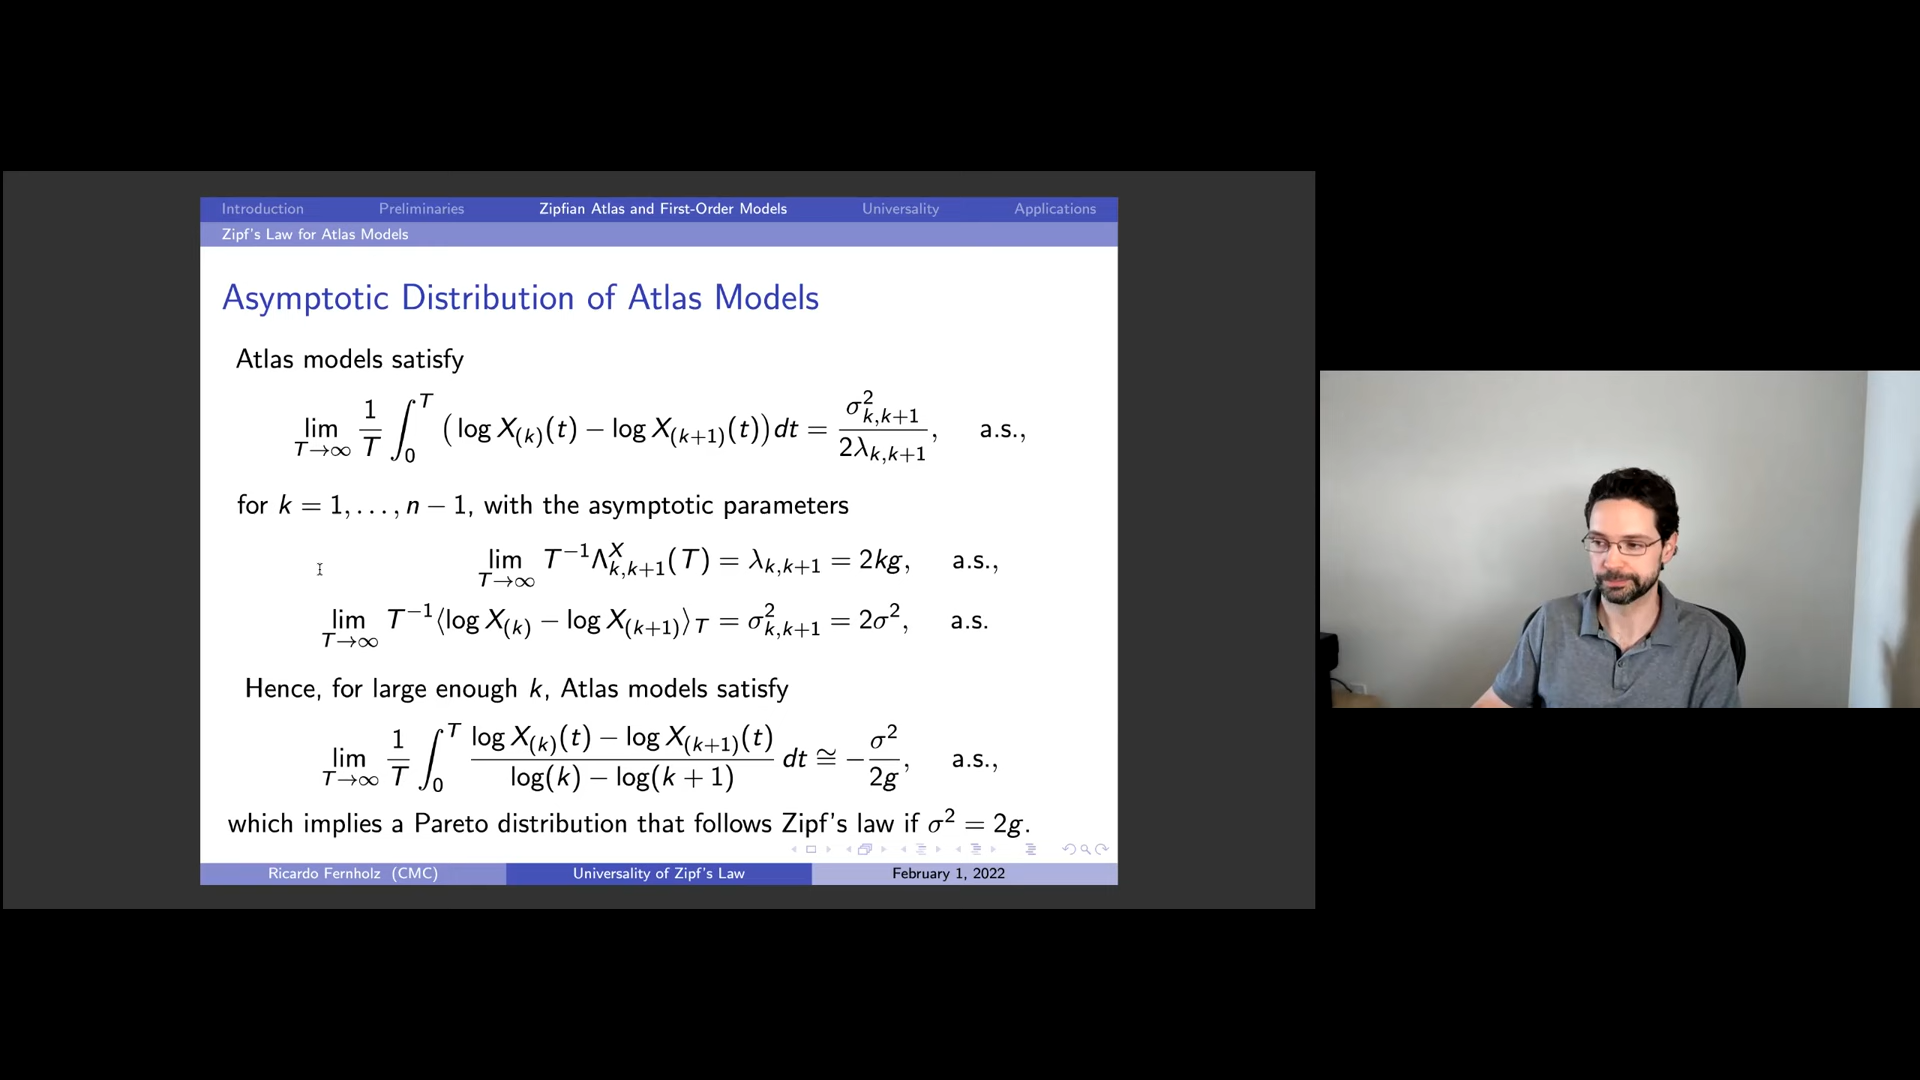 Introduction Preliminaries Zipfian Atlas and First-Order Models Universality Applications
Zipf's Law for Atlas Models
Asymptotic Distribution of Atlas Models
Atlas models satisfy
lim_{T→∞} 1/T ∫_0^T (log X_{(k)}(t) − log X_{(k+1)}(t)) dt = σ²_{k,k+1} / 2λ_{k,k+1}, a.s.,
for k = 1, . . . , n − 1, with the asymptotic parameters
lim_{T→∞} T^{−1} Λ^X_{k,k+1}(T) = λ_{k,k+1} = 2kg, a.s.,
lim_{T→∞} T^{−1} ⟨log X_{(k)} − log X_{(k+1)}⟩_T = σ²_{k,k+1} = 2σ², a.s.
Hence, for large enough k, Atlas models satisfy
lim_{T→∞} 1/T ∫_0^T (log X_{(k)}(t) − log X_{(k+1)}(t)) / (log(k) − log(k + 1)) dt ≅ − σ²/2g, a.s.,
which implies a Pareto distribution that follows Zipf's law if σ² = 2g.
Ricardo Fernholz (CMC) Universality of Zipf's Law February 1, 2022